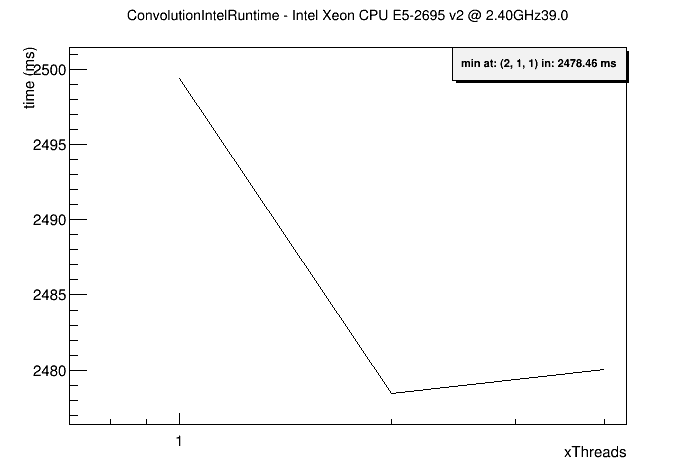 ConvolutionIntelRuntime - Intel Xeon CPU E5-2695 v2 @ 2.40GHz39.0
time (ms)
min at: (2, 1, 1) in: 2478.46 ms
2500
2495
2490
2485
2480
1
xThreads